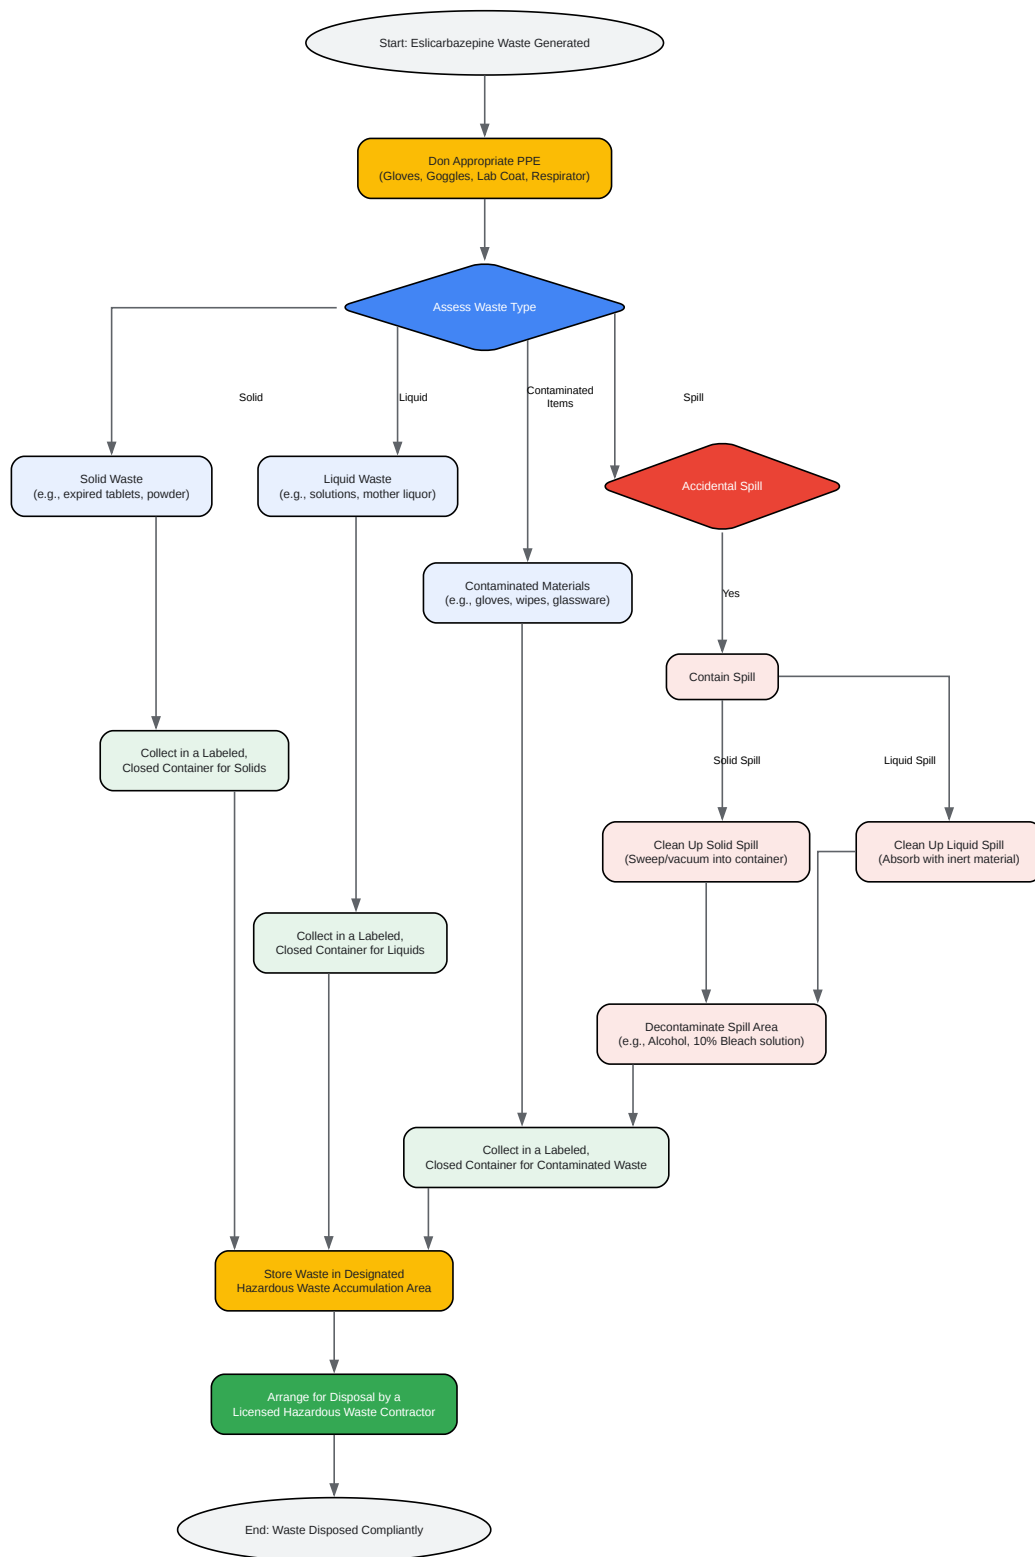 Start: Eslicarbazepine Waste Generated
Don Appropriate PPE
(Gloves, Goggles, Lab Coat, Respirator)
Assess Waste Type
Solid
Liquid
Contaminated
Items
Spill
Solid Waste
(e.g., expired tablets, powder)
Liquid Waste
(e.g., solutions, mother liquor)
Accidental Spill
Contaminated Materials
(e.g., gloves, wipes, glassware)
Yes
Contain Spill
Collect in a Labeled,
Closed Container for Solids
Solid Spill
Liquid Spill
Clean Up Solid Spill
(Sweep/vacuum into container)
Clean Up Liquid Spill
(Absorb with inert material)
Collect in a Labeled,
Closed Container for Liquids
Decontaminate Spill Area
(e.g., Alcohol, 10% Bleach solution)
Collect in a Labeled,
Closed Container for Contaminated Waste
Store Waste in Designated
Hazardous Waste Accumulation Area
Arrange for Disposal by a
Licensed Hazardous Waste Contractor
End: Waste Disposed Compliantly